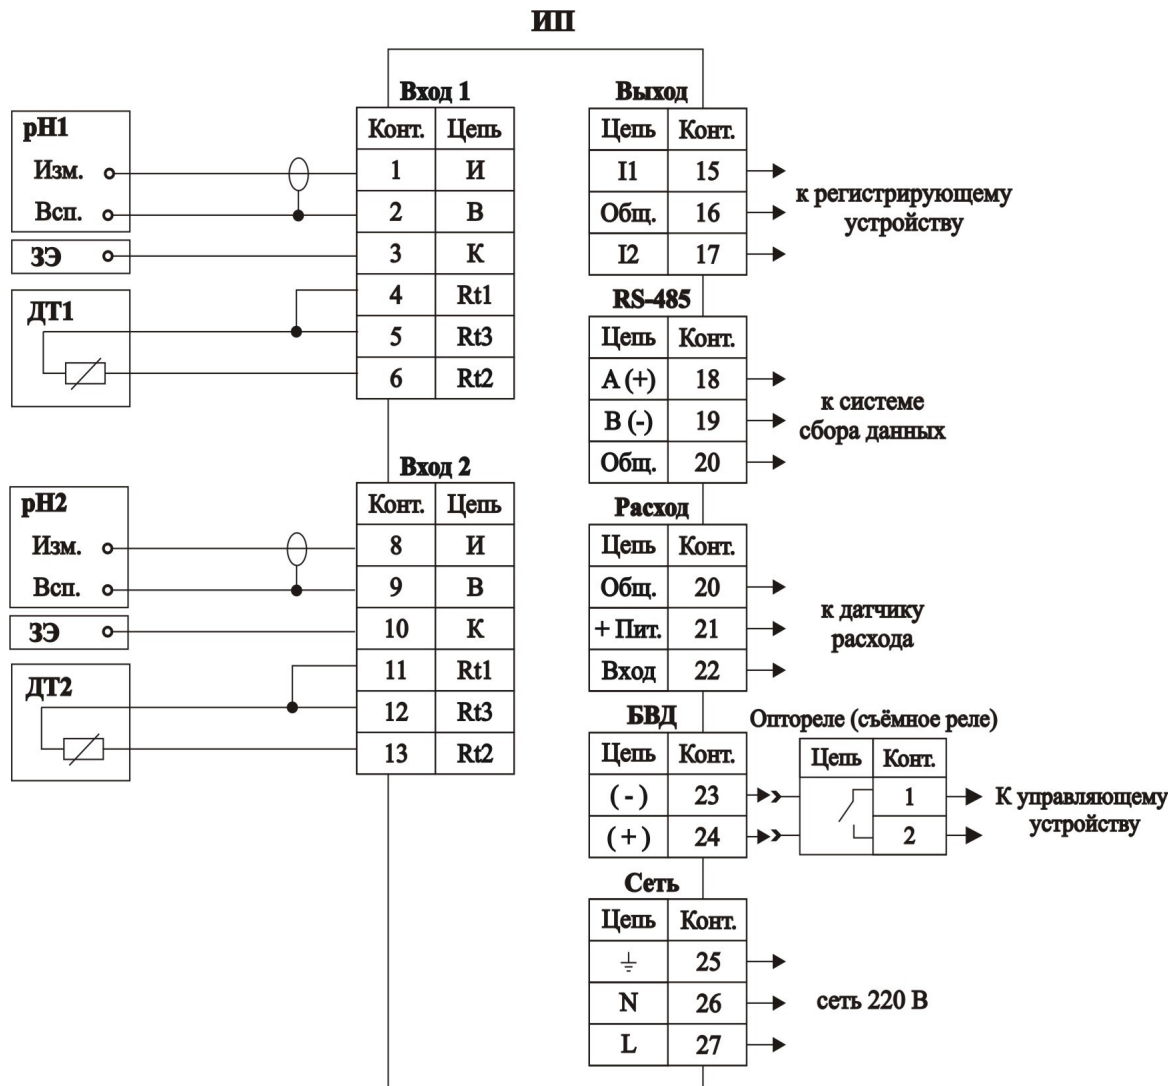 ИП
Вход 1
Конт. Цепь
1 И
2 В
3 К
4 Rt1
5 Rt3
6 Rt2
pH1
Изм.
Всп.
ЗЭ
ДТ1
Вход 2
Конт. Цепь
8 И
9 В
10 К
11 Rt1
12 Rt3
13 Rt2
pH2
Изм.
Всп.
ЗЭ
ДТ2
Выход
Цепь Конт.
I1 15
Общ. 16
I2 17
к регистрирующему
устройству
RS-485
Цепь Конт.
A (+) 18
B (-) 19
Общ. 20
к системе
сбора данных
Расход
Цепь Конт.
Общ. 20
+ Пит. 21
Вход 22
к датчику
расхода
БВД
Цепь Конт.
( - ) 23
( + ) 24
Оптореле (съёмное реле)
Цепь Конт.
1
2
К управляющему
устройству
Сеть
Цепь Конт.
25
N 26
L 27
сеть 220 В